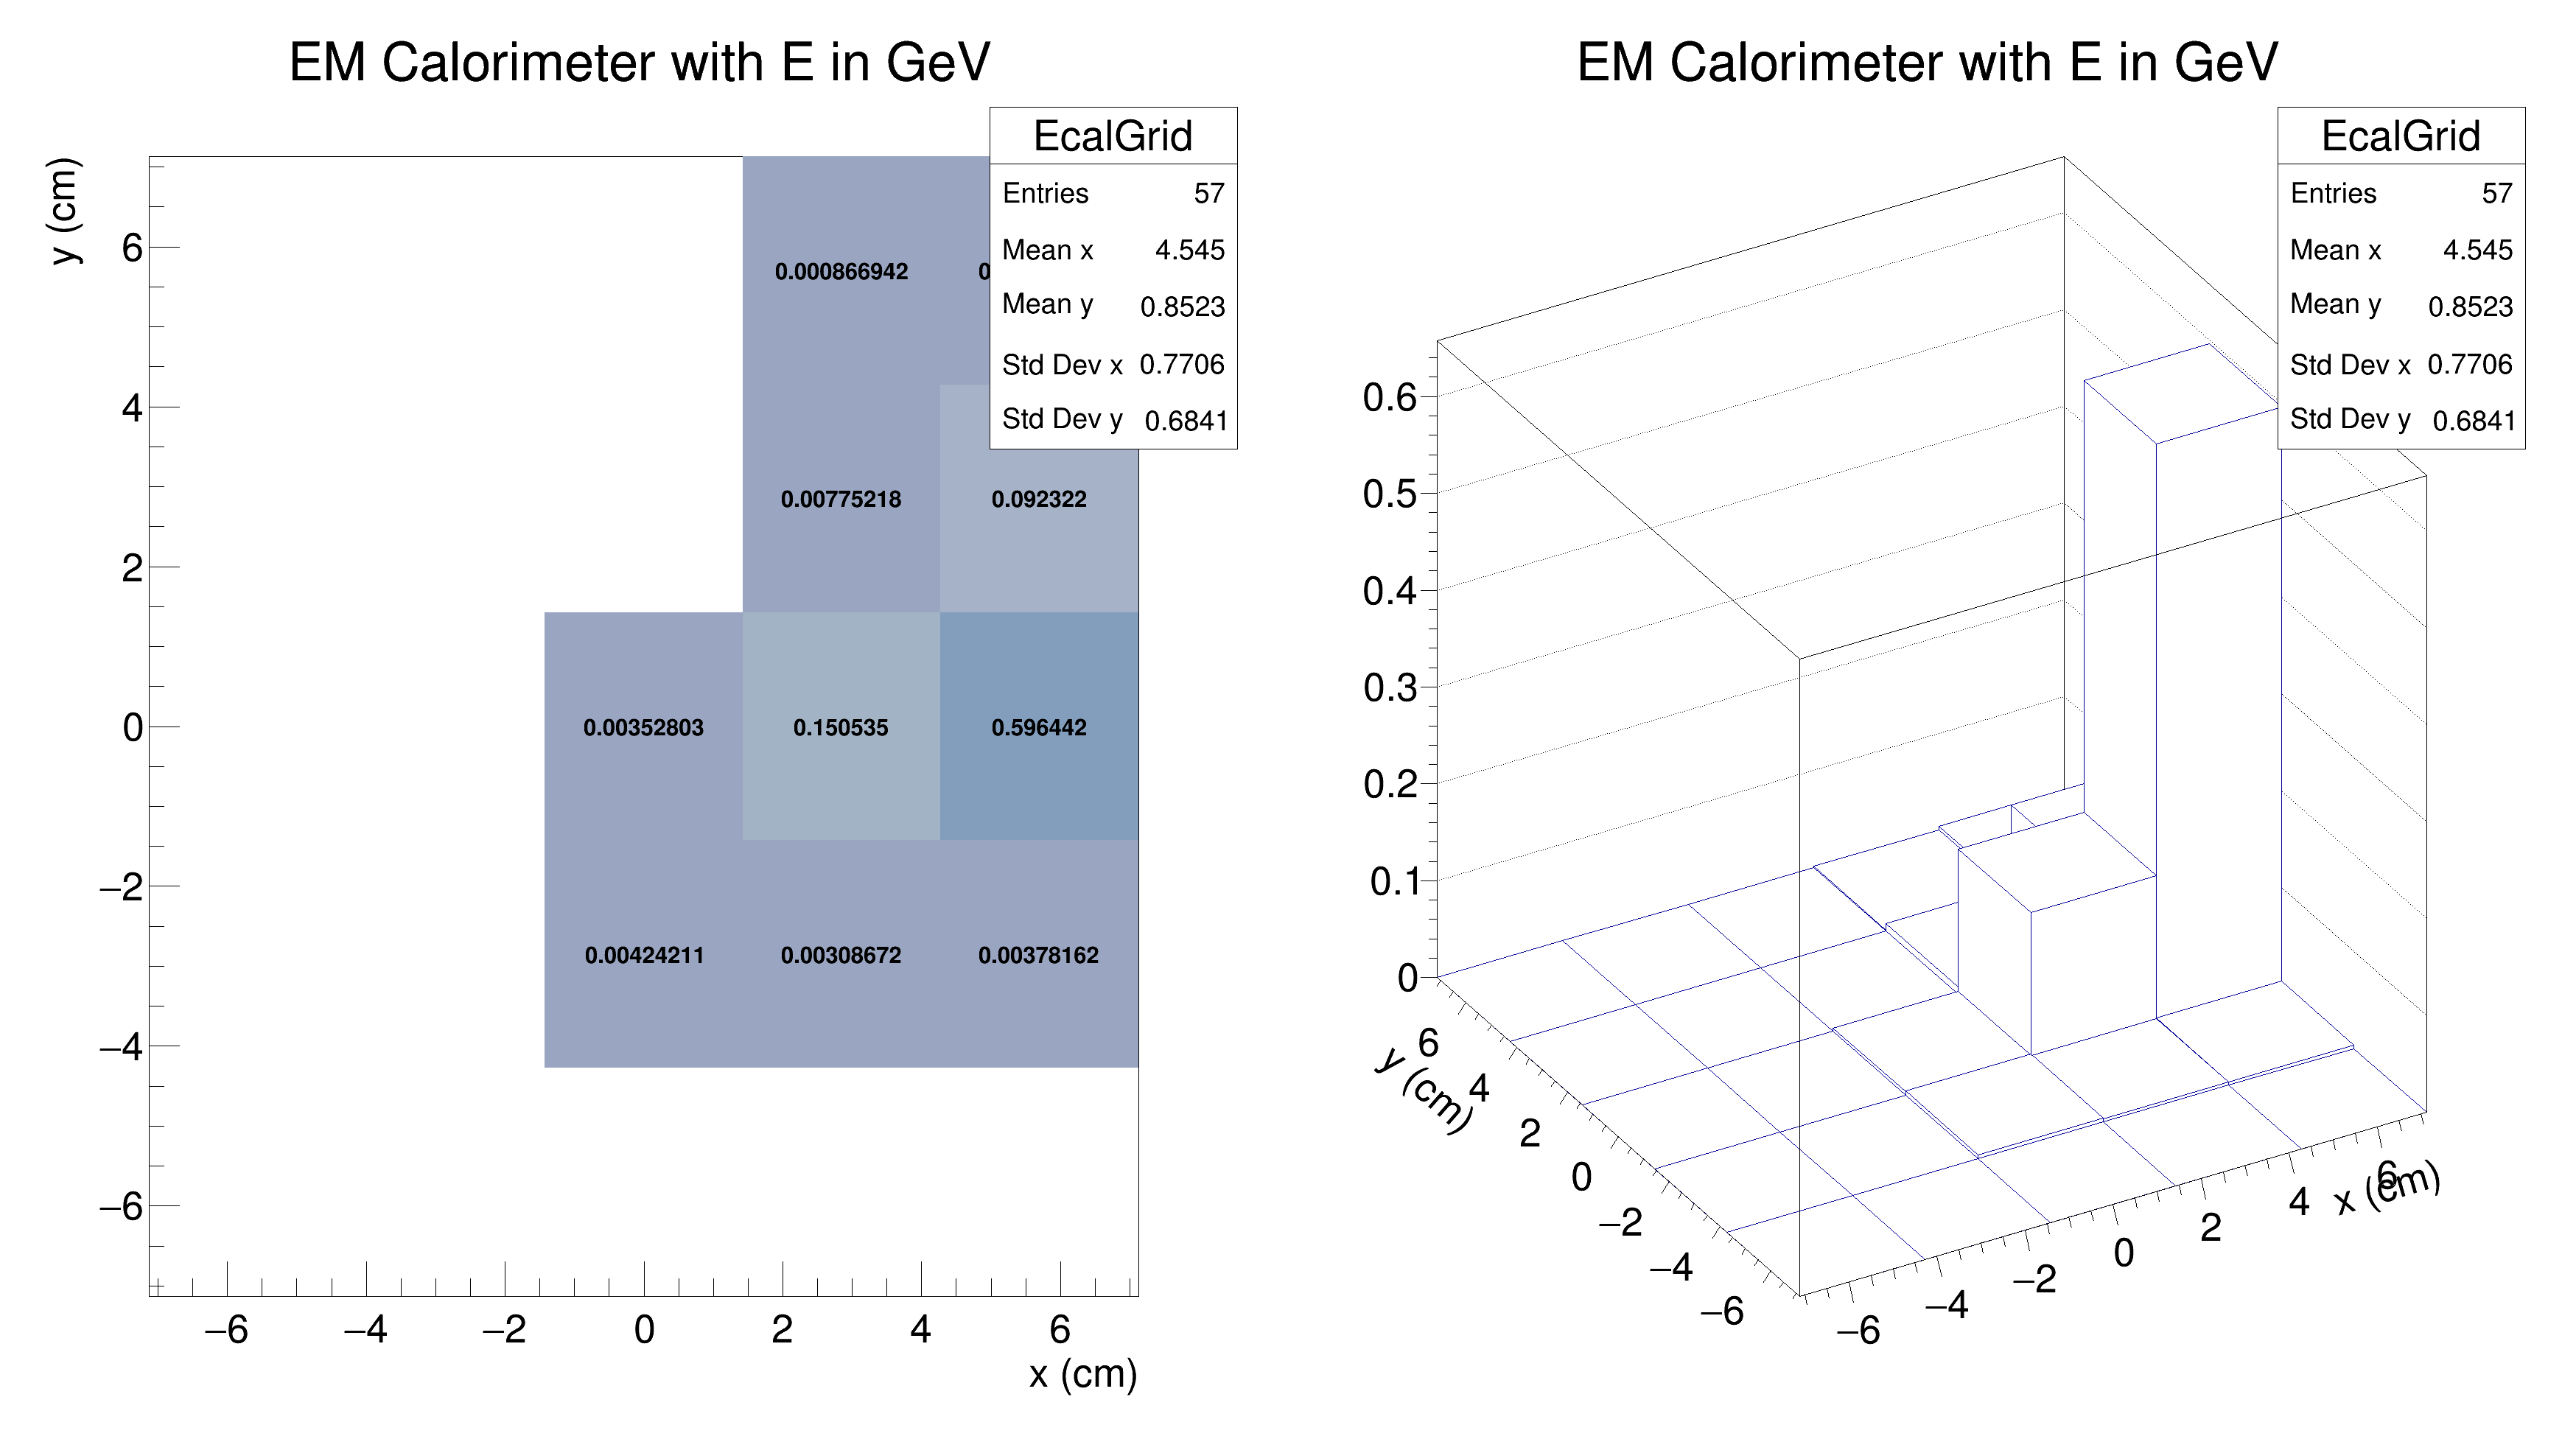 EM Calorimeter with E in GeV
EcalGrid
Entries 57
Mean x 4.545
Mean y 0.8523
Std Dev x 0.7706
Std Dev y 0.6841
y (cm)
6
4
2
0
−2
−4
−6
0.000866942
0.00775218 0.092322
0.00352803 0.150535 0.596442
0.00424211 0.00308672 0.00378162
−6 −4 −2 0 2 4 6
x (cm)
EM Calorimeter with E in GeV
EcalGrid
Entries 57
Mean x 4.545
Mean y 0.8523
Std Dev x 0.7706
Std Dev y 0.6841
0.6
0.5
0.4
0.3
0.2
0.1
0
y (cm)
6
4
2
0
−2
−4
−6
−6 −4 −2 0 2 4 6
x (cm)